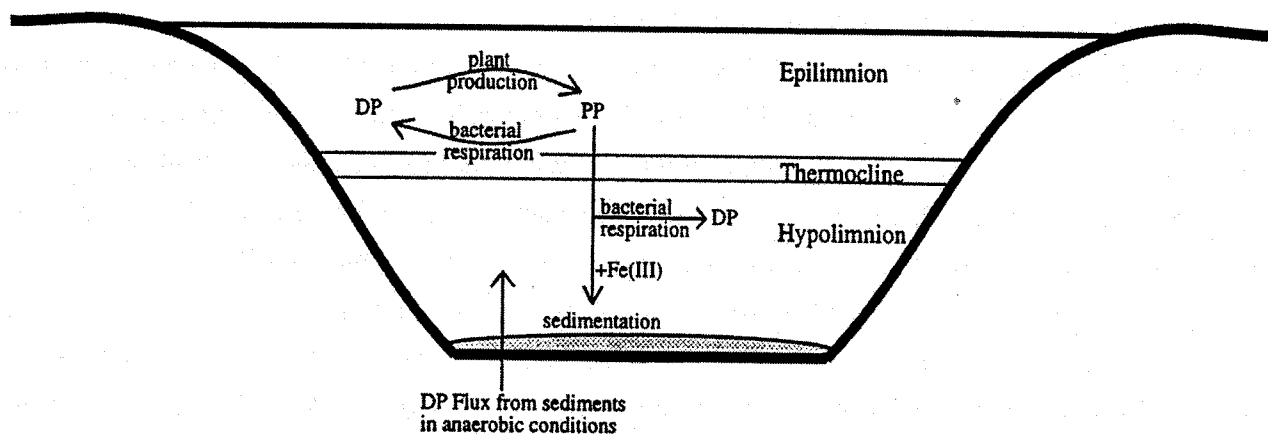 plant
production
Epilimnion
DP
PP
bacterial
respiration
Thermocline
bacterial
respiration
DP
Hypolimnion
+Fe(III)
sedimentation
DP Flux from sediments
in anaerobic conditions